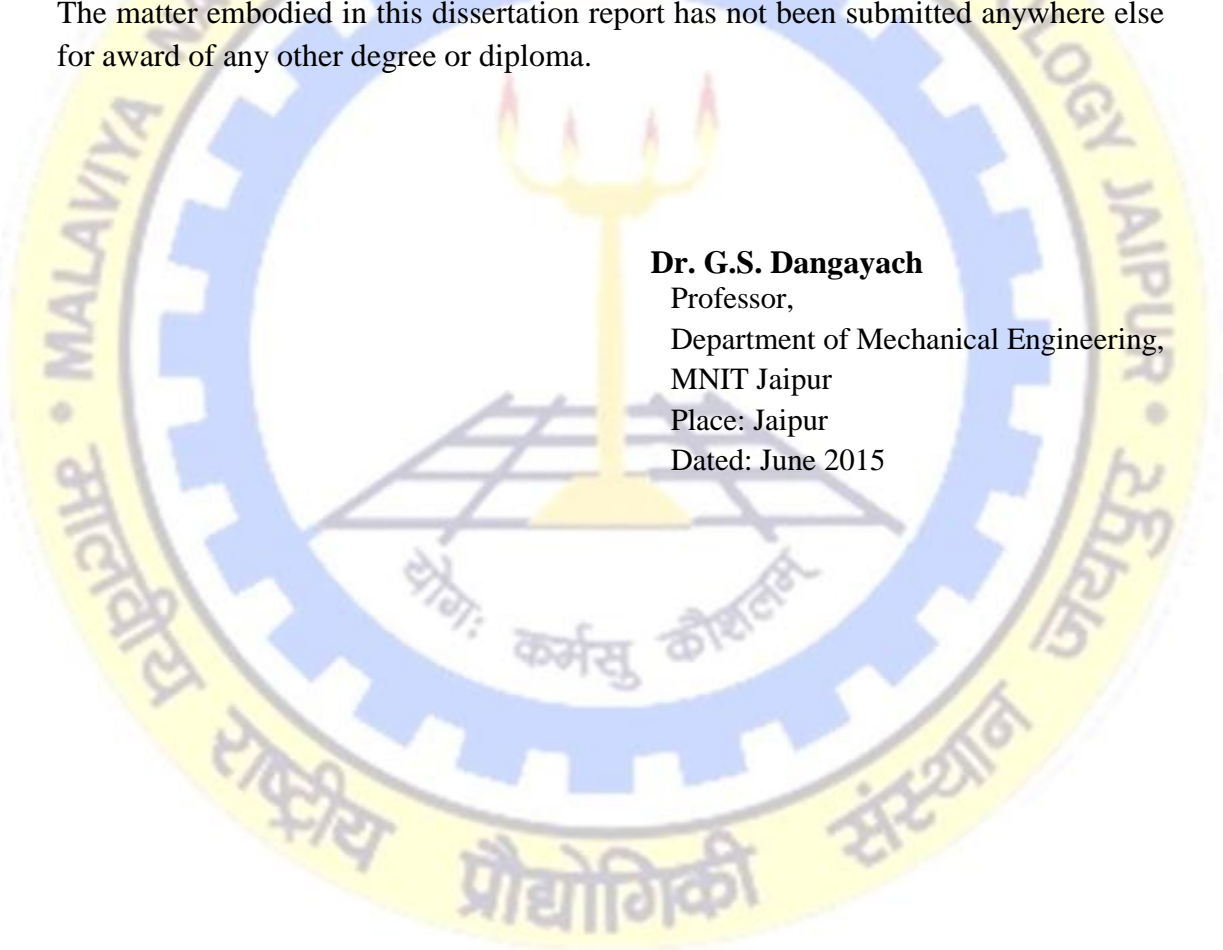 The matter embodied in this dissertation report has not been submitted anywhere else
for award of any other degree or diploma.
Dr. G.S. Dangayach
Professor,
Department of Mechanical Engineering,
MNIT Jaipur
Place: Jaipur
Dated: June 2015
• MALAVIYA
JAIPUR •
योगः कर्मसु कौशलम्
मालवीय राष्ट्रीय प्रौद्योगिकी संस्थान जयपुर